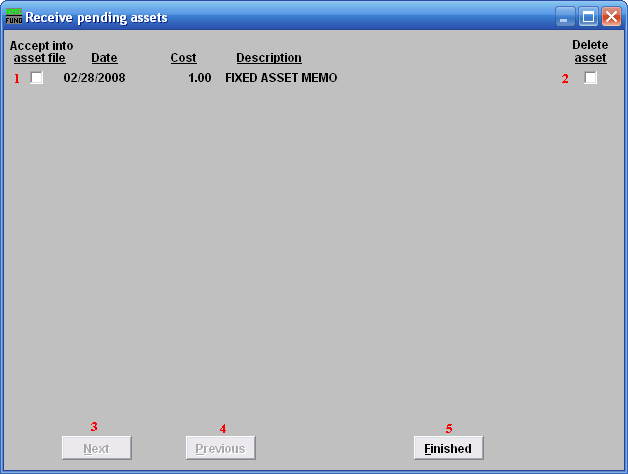 FUND Receive pending assets
Accept into Delete
asset file Date Cost Description asset
1 02/28/2008 1.00 FIXED ASSET MEMO 2
3 4 5
Next Previous Finished